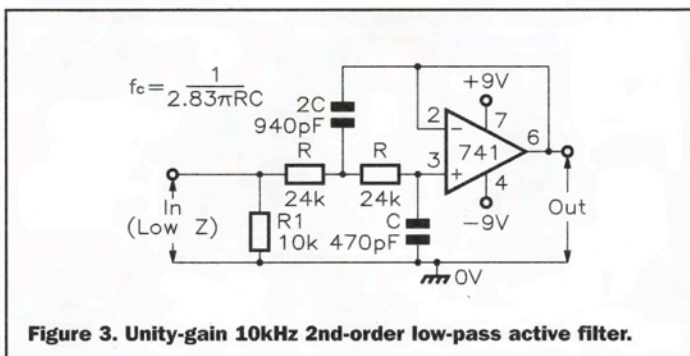 fc= 1
2.83πRC
+9V
2C
940pF
2
7
6
−
741
3
+
R
R
24k
24k
4
−9V
In
(Low Z)
R1
10k
C
470pF
Out
0V
Figure 3. Unity-gain 10kHz 2nd-order low-pass active filter.